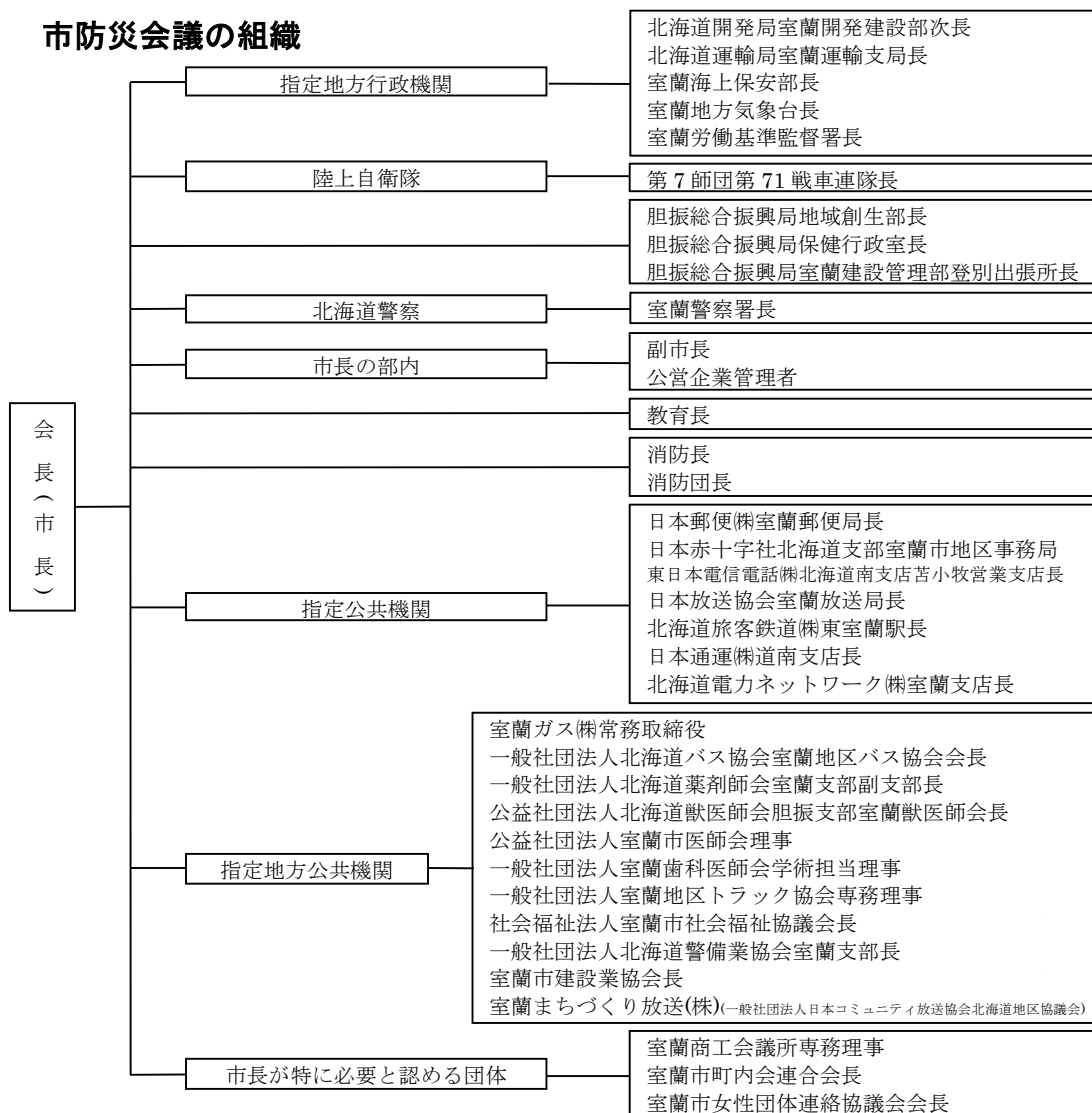 市防災会議の組織
会長(市長)
指定地方行政機関
北海道開発局室蘭開発建設部次長
北海道運輸局室蘭運輸支局長
室蘭海上保安部長
室蘭地方気象台長
室蘭労働基準監督署長
陸上自衛隊
第7師団第71戦車連隊長
胆振総合振興局地域創生部長
胆振総合振興局保健行政室長
胆振総合振興局室蘭建設管理部登別出張所長
北海道警察
室蘭警察署長
市長の部内
副市長
公営企業管理者
教育長
消防長
消防団長
指定公共機関
日本郵便㈱室蘭郵便局長
日本赤十字社北海道支部室蘭市地区事務局
東日本電信電話㈱北海道南支店苫小牧営業支店長
日本放送協会室蘭放送局長
北海道旅客鉄道㈱東室蘭駅長
日本通運㈱道南支店長
北海道電力ネットワーク㈱室蘭支店長
指定地方公共機関
室蘭ガス㈱常務取締役
一般社団法人北海道バス協会室蘭地区バス協会会長
一般社団法人北海道薬剤師会室蘭支部副支部長
公益社団法人北海道獣医師会胆振支部室蘭獣医師会長
公益社団法人室蘭市医師会理事
一般社団法人室蘭歯科医師会学術担当理事
一般社団法人室蘭地区トラック協会専務理事
社会福祉法人室蘭市社会福祉協議会長
一般社団法人北海道警備業協会室蘭支部長
室蘭市建設業協会長
室蘭まちづくり放送(株)(一般社団法人日本コミュニティ放送協会北海道地区協議会)
市長が特に必要と認める団体
室蘭商工会議所専務理事
室蘭市町内会連合会長
室蘭市女性団体連絡協議会会長